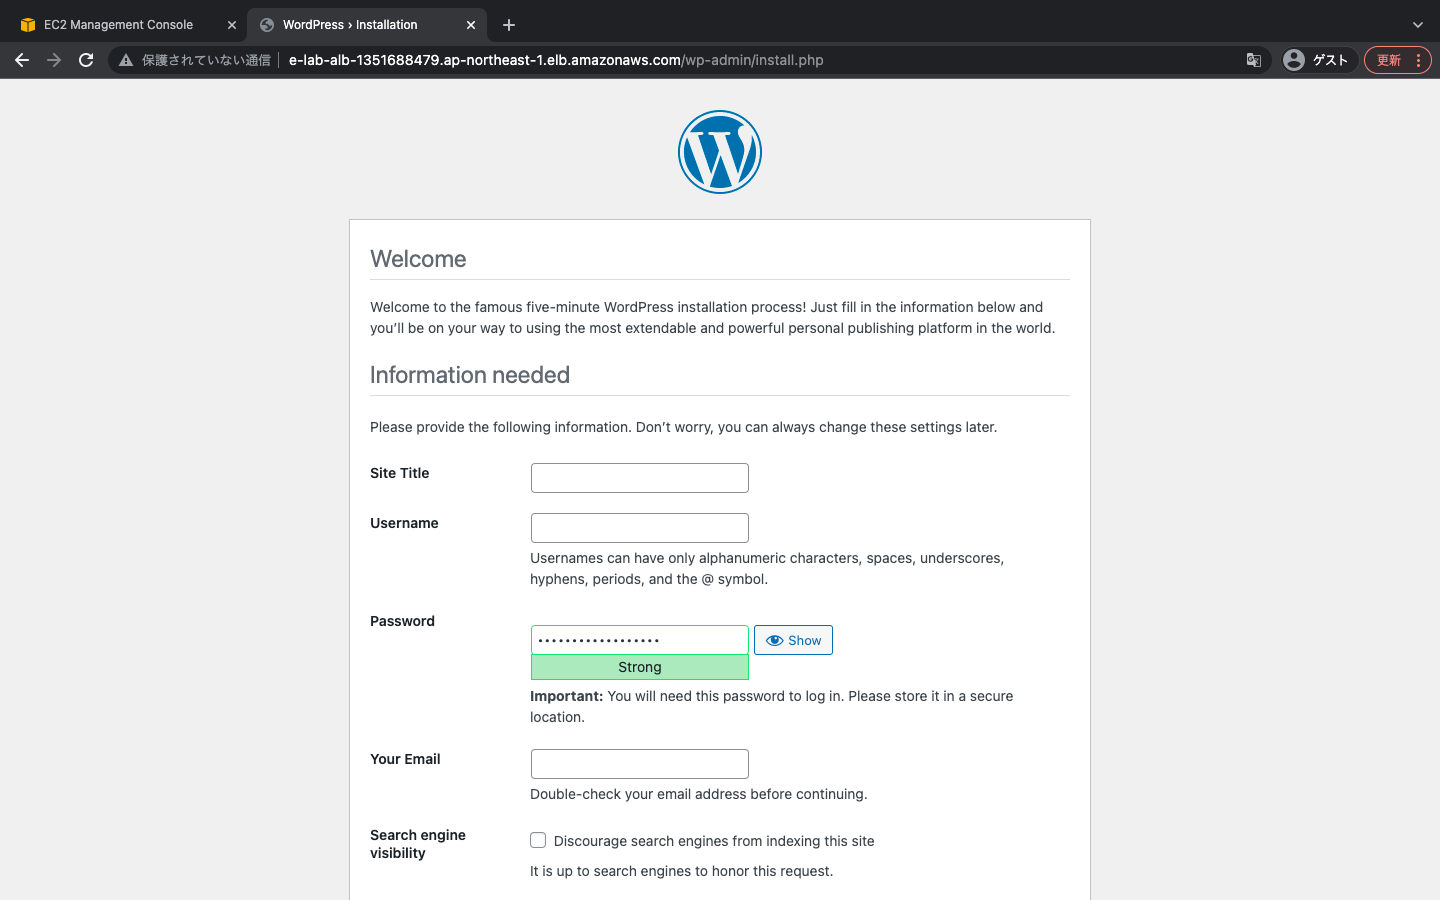 EC2 Management Console
WordPress › Installation
保護されていない通信
e-lab-alb-1351688479.ap-northeast-1.elb.amazonaws.com/wp-admin/install.php
ゲスト
更新
Welcome
Welcome to the famous five-minute WordPress installation process! Just fill in the information below and
you’ll be on your way to using the most extendable and powerful personal publishing platform in the world.
Information needed
Please provide the following information. Don’t worry, you can always change these settings later.
Site Title
Username
Usernames can have only alphanumeric characters, spaces, underscores,
hyphens, periods, and the @ symbol.
Password
••••••••••••••••••
Show
Strong
Important: You will need this password to log in. Please store it in a secure
location.
Your Email
Double-check your email address before continuing.
Search engine
visibility
Discourage search engines from indexing this site
It is up to search engines to honor this request.